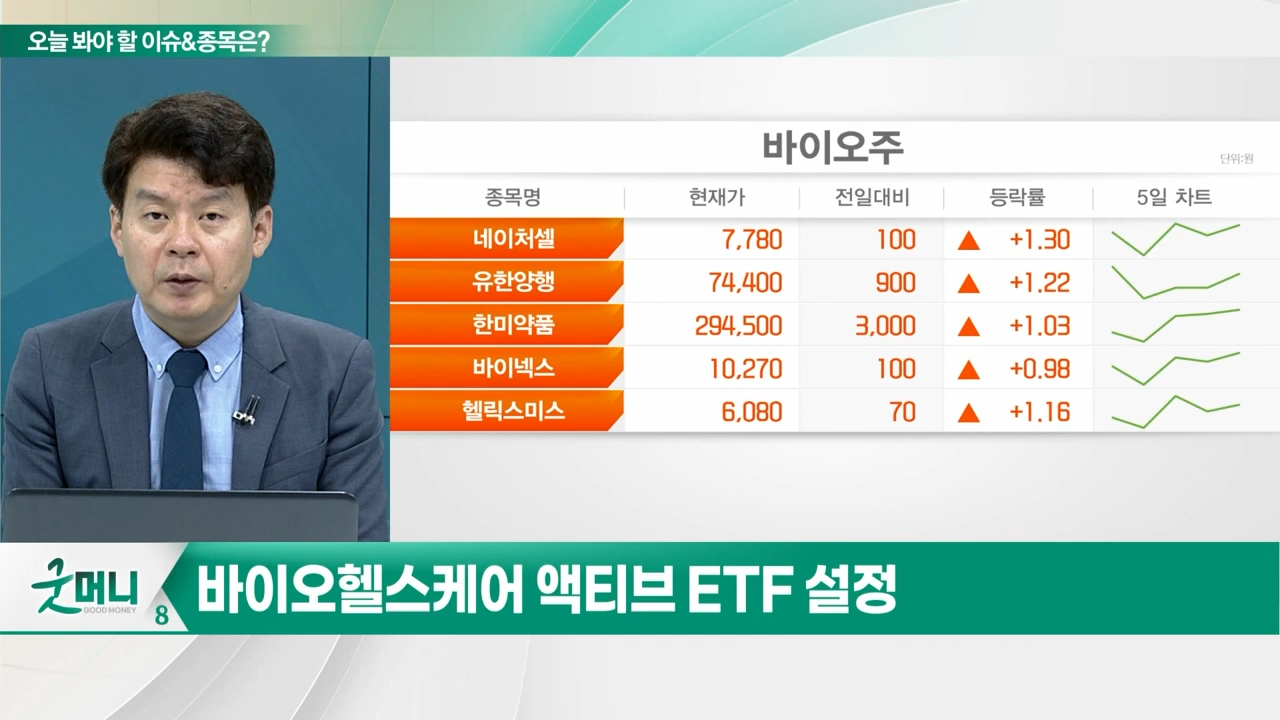 오늘 봐야 할 이슈&종목은?
바이오주
단위:원
종목명 현재가 전일대비 등락률 5일 차트
네이처셀 7,780 100 ▲ +1.30
유한양행 74,400 900 ▲ +1.22
한미약품 294,500 3,000 ▲ +1.03
바이넥스 10,270 100 ▲ +0.98
헬릭스미스 6,080 70 ▲ +1.16
굿머니
GOOD MONEY
8
바이오헬스케어 액티브 ETF 설정